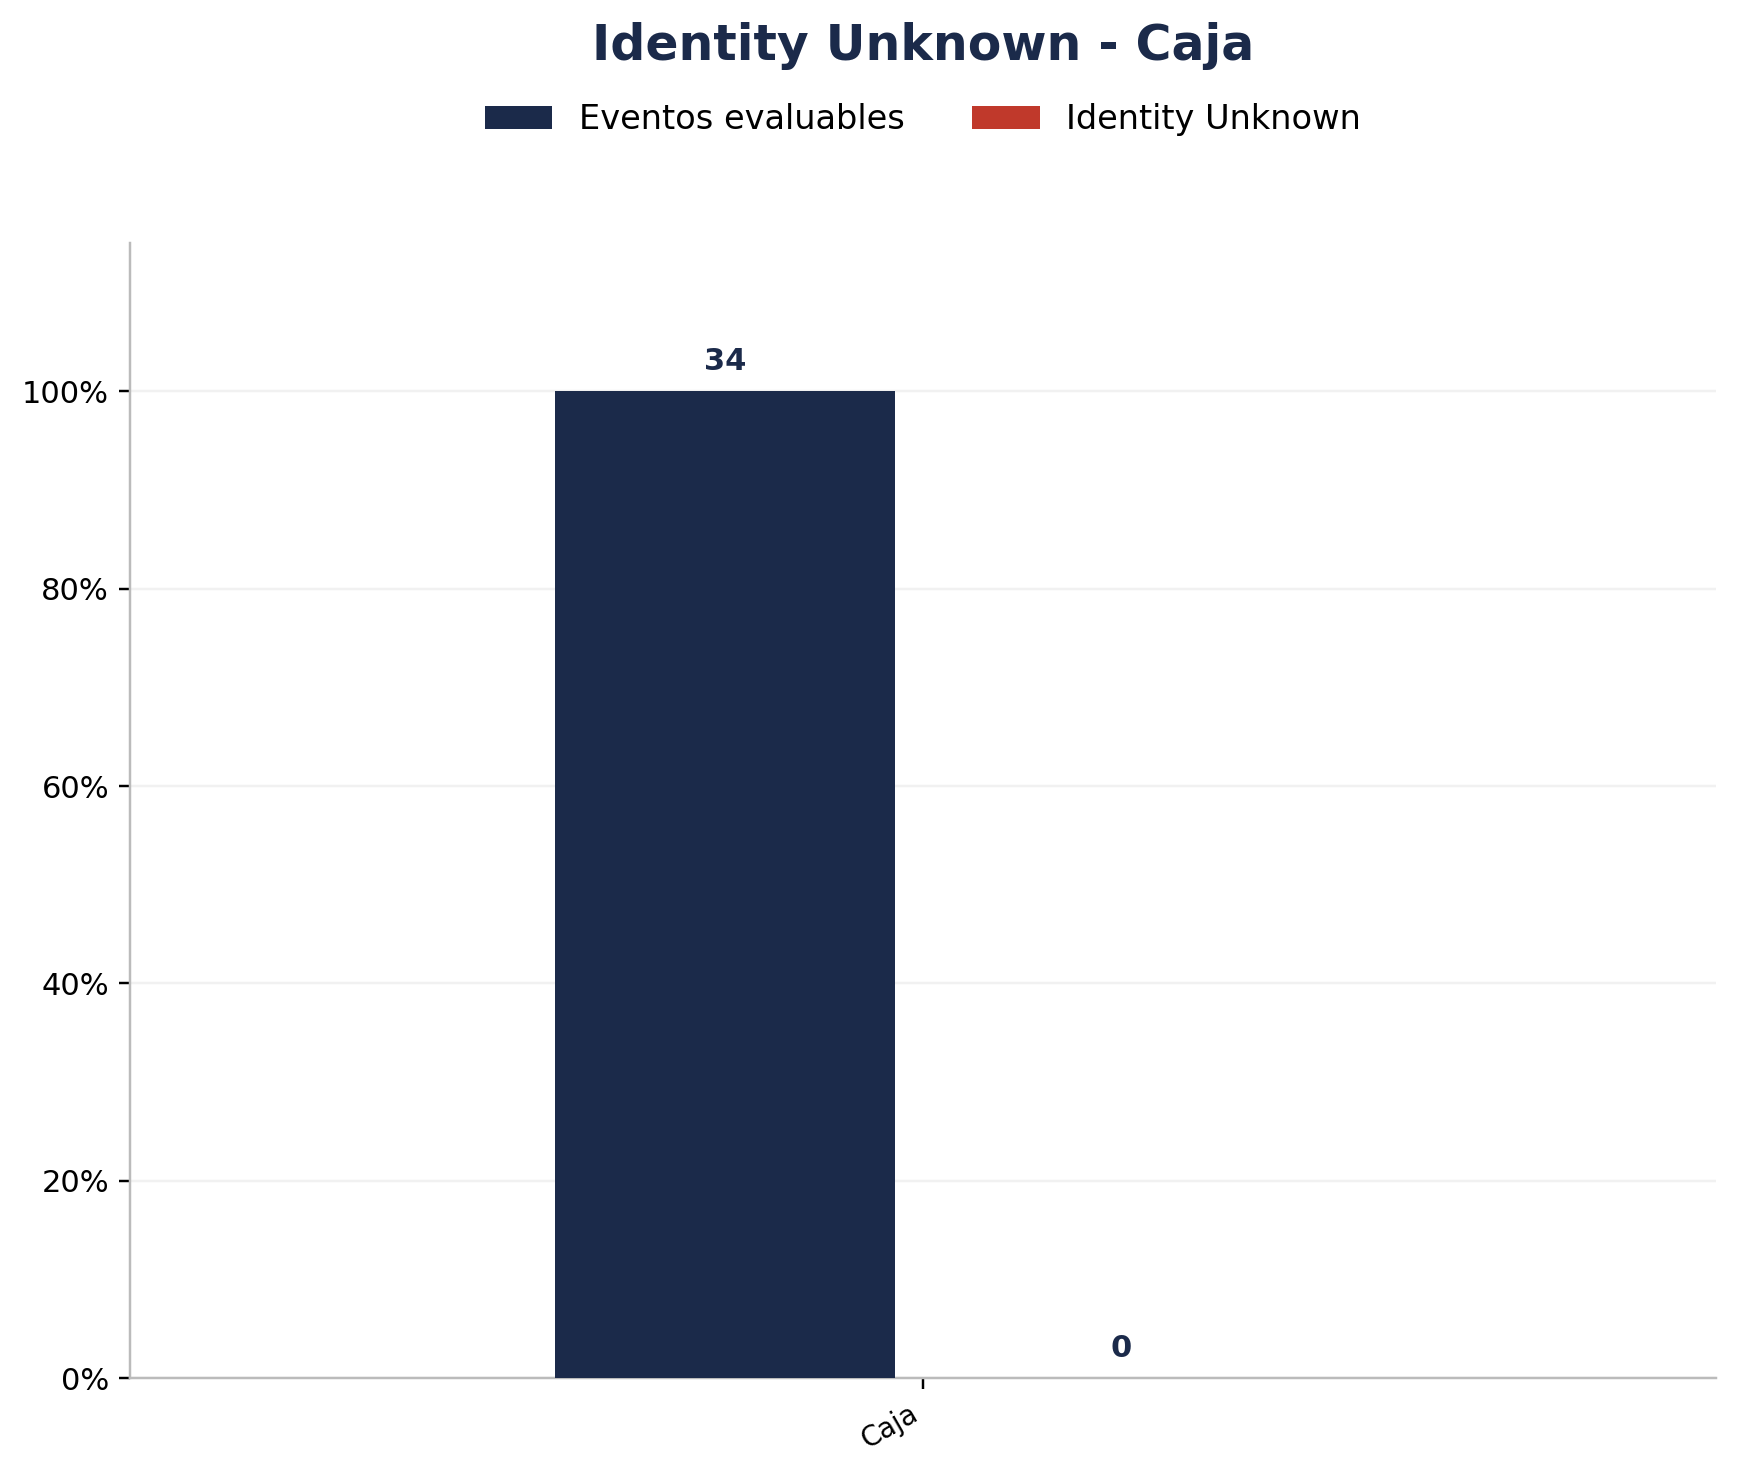 Identity Unknown - Caja
Eventos evaluables
Identity Unknown
34
100%
80%
60%
40%
20%
0
0%
Caja